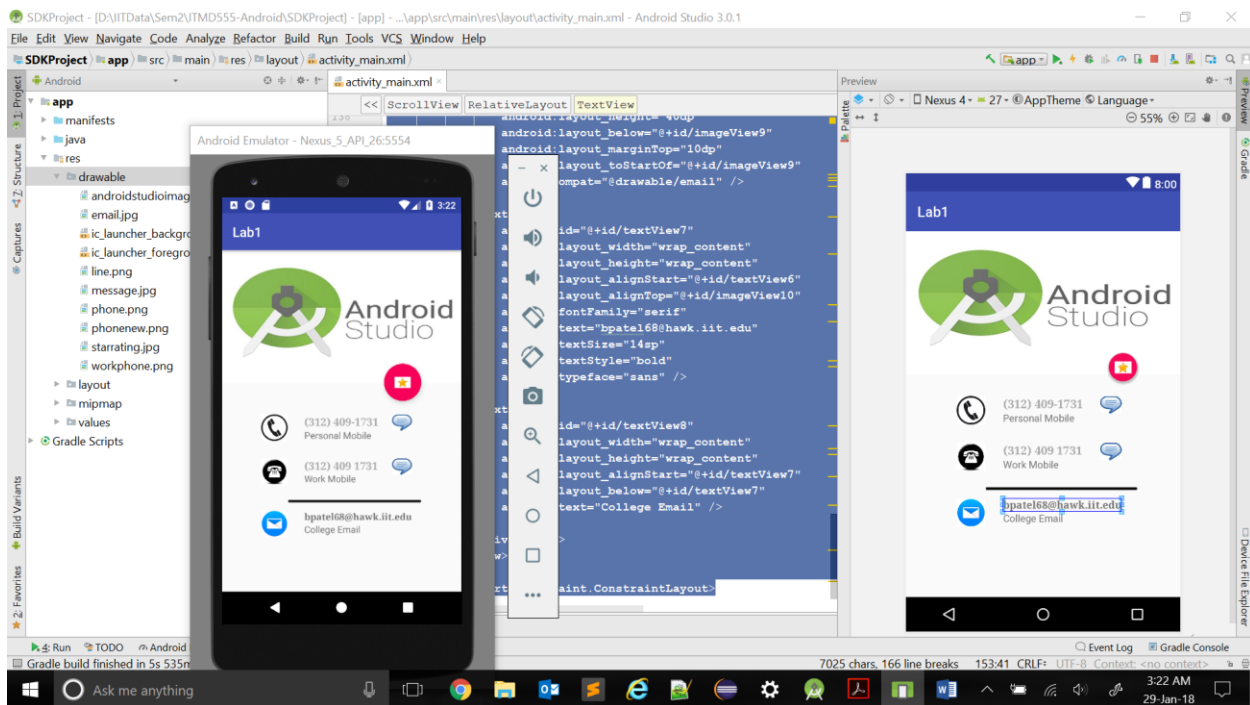 SDKProject - [D:\IITData\Sem2\ITMD555-Android\SDKProject] - [app] - ...\app\src\main\res\layout\activity_main.xml - Android Studio 3.0.1
File Edit View Navigate Code Analyze Refactor Build Run Tools VCS Window Help
SDKProject app src main res layout activity_main.xml
app
1: Project
Android
activity_main.xml
Preview
<< ScrollView RelativeLayout TextView
Palette
Nexus 4 27 AppTheme Language
55%
app
manifests
java
res
drawable
androidstudioimag
email.jpg
ic_launcher_backgro
ic_launcher_foregro
line.png
message.jpg
phone.png
phonenew.png
starrating.jpg
workphone.png
layout
mipmap
values
Gradle Scripts
Z: Structure
Captures
Build Variants
2: Favorites
Android Emulator - Nexus_5_API_26:5554
3:22
Lab1
Android
Studio
(312) 409-1731
Personal Mobile
(312) 409 1731
Work Mobile
bpatel68@hawk.iit.edu
College Email
android:layout_height="40dp"
android:layout_below="@+id/imageView9"
android:layout_marginTop="10dp"
a layout_toStartOf="@+id/imageView9"
a ompat="@drawable/email" />
xt
a id="@+id/textView7"
a layout_width="wrap_content"
a layout_height="wrap_content"
a layout_alignStart="@+id/textView6"
a layout_alignTop="@+id/imageView10"
a fontFamily="serif"
a text="bpatel68@hawk.iit.edu"
a textSize="14sp"
a textStyle="bold"
a typeface="sans" />
xt
a id="@+id/textView8"
a layout_width="wrap_content"
a layout_height="wrap_content"
a layout_alignStart="@+id/textView7"
a layout_below="@+id/textView7"
a text="College Email" />
iv >
w>
rt aint.ConstraintLayout>
8:00
Lab1
Android
Studio
(312) 409-1731
Personal Mobile
(312) 409 1731
Work Mobile
bpatel68@hawk.iit.edu
College Email
Preview
Gradle
Device File Explorer
4: Run TODO Android
Event Log Gradle Console
Gradle build finished in 5s 535m
7025 chars, 166 line breaks 153:41 CRLF UTF-8 Context: <no context>
Ask me anything
3:22 AM
29-Jan-18